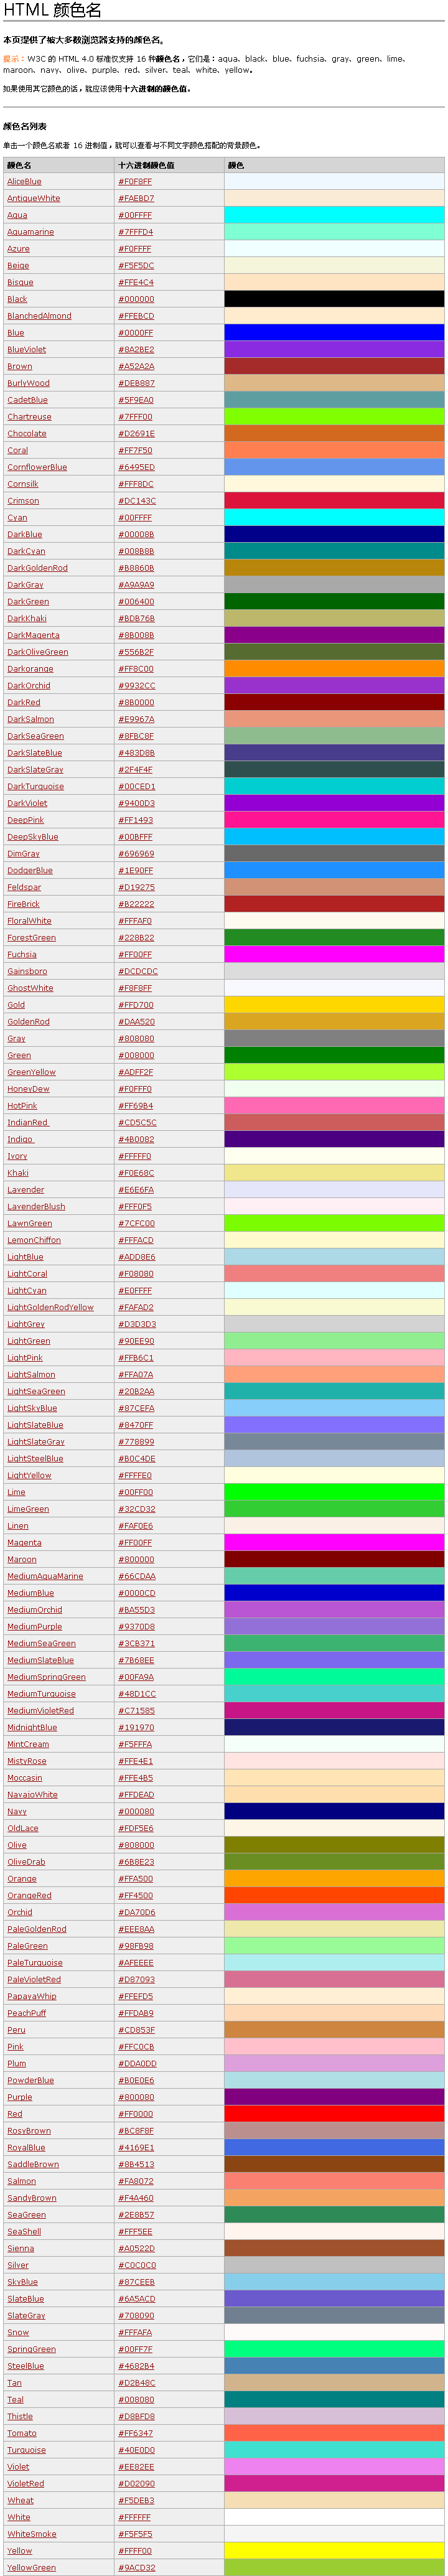 HTML 颜色名
本页提供了被大多数浏览器支持的颜色名。
提示：W3C 的 HTML 4.0 标准仅支持 16 种颜色名，它们是：aqua、black、blue、fuchsia、gray、green、lime、
maroon、navy、olive、purple、red、silver、teal、white、yellow。
如果使用其它颜色的话，就应该使用十六进制的颜色值。
颜色名列表
单击一个颜色名或者 16 进制值，就可以查看与不同文字颜色搭配的背景颜色。
颜色名 十六进制颜色值 颜色
AliceBlue #F0F8FF
AntiqueWhite #FAEBD7
Aqua #00FFFF
Aquamarine #7FFFD4
Azure #F0FFFF
Beige #F5F5DC
Bisque #FFE4C4
Black #000000
BlanchedAlmond #FFEBCD
Blue #0000FF
BlueViolet #8A2BE2
Brown #A52A2A
BurlyWood #DEB887
CadetBlue #5F9EA0
Chartreuse #7FFF00
Chocolate #D2691E
Coral #FF7F50
CornflowerBlue #6495ED
Cornsilk #FFF8DC
Crimson #DC143C
Cyan #00FFFF
DarkBlue #00008B
DarkCyan #008B8B
DarkGoldenRod #B8860B
DarkGray #A9A9A9
DarkGreen #006400
DarkKhaki #BDB76B
DarkMagenta #8B008B
DarkOliveGreen #556B2F
Darkorange #FF8C00
DarkOrchid #9932CC
DarkRed #8B0000
DarkSalmon #E9967A
DarkSeaGreen #8FBC8F
DarkSlateBlue #483D8B
DarkSlateGray #2F4F4F
DarkTurquoise #00CED1
DarkViolet #9400D3
DeepPink #FF1493
DeepSkyBlue #00BFFF
DimGray #696969
DodgerBlue #1E90FF
Feldspar #D19275
FireBrick #B22222
FloralWhite #FFFAF0
ForestGreen #228B22
Fuchsia #FF00FF
Gainsboro #DCDCDC
GhostWhite #F8F8FF
Gold #FFD700
GoldenRod #DAA520
Gray #808080
Green #008000
GreenYellow #ADFF2F
HoneyDew #F0FFF0
HotPink #FF69B4
IndianRed #CD5C5C
Indigo #4B0082
Ivory #FFFFF0
Khaki #F0E68C
Lavender #E6E6FA
LavenderBlush #FFF0F5
LawnGreen #7CFC00
LemonChiffon #FFFACD
LightBlue #ADD8E6
LightCoral #F08080
LightCyan #E0FFFF
LightGoldenRodYellow #FAFAD2
LightGrey #D3D3D3
LightGreen #90EE90
LightPink #FFB6C1
LightSalmon #FFA07A
LightSeaGreen #20B2AA
LightSkyBlue #87CEFA
LightSlateBlue #8470FF
LightSlateGray #778899
LightSteelBlue #B0C4DE
LightYellow #FFFFE0
Lime #00FF00
LimeGreen #32CD32
Linen #FAF0E6
Magenta #FF00FF
Maroon #800000
MediumAquaMarine #66CDAA
MediumBlue #0000CD
MediumOrchid #BA55D3
MediumPurple #9370D8
MediumSeaGreen #3CB371
MediumSlateBlue #7B68EE
MediumSpringGreen #00FA9A
MediumTurquoise #48D1CC
MediumVioletRed #C71585
MidnightBlue #191970
MintCream #F5FFFA
MistyRose #FFE4E1
Moccasin #FFE4B5
NavajoWhite #FFDEAD
Navy #000080
OldLace #FDF5E6
Olive #808000
OliveDrab #6B8E23
Orange #FFA500
OrangeRed #FF4500
Orchid #DA70D6
PaleGoldenRod #EEE8AA
PaleGreen #98FB98
PaleTurquoise #AFEEEE
PaleVioletRed #D87093
PapayaWhip #FFEFD5
PeachPuff #FFDAB9
Peru #CD853F
Pink #FFC0CB
Plum #DDA0DD
PowderBlue #B0E0E6
Purple #800080
Red #FF0000
RosyBrown #BC8F8F
RoyalBlue #4169E1
SaddleBrown #8B4513
Salmon #FA8072
SandyBrown #F4A460
SeaGreen #2E8B57
SeaShell #FFF5EE
Sienna #A0522D
Silver #C0C0C0
SkyBlue #87CEEB
SlateBlue #6A5ACD
SlateGray #708090
Snow #FFFAFA
SpringGreen #00FF7F
SteelBlue #4682B4
Tan #D2B48C
Teal #008080
Thistle #D8BFD8
Tomato #FF6347
Turquoise #40E0D0
Violet #EE82EE
VioletRed #D02090
Wheat #F5DEB3
White #FFFFFF
WhiteSmoke #F5F5F5
Yellow #FFFF00
YellowGreen #9ACD32